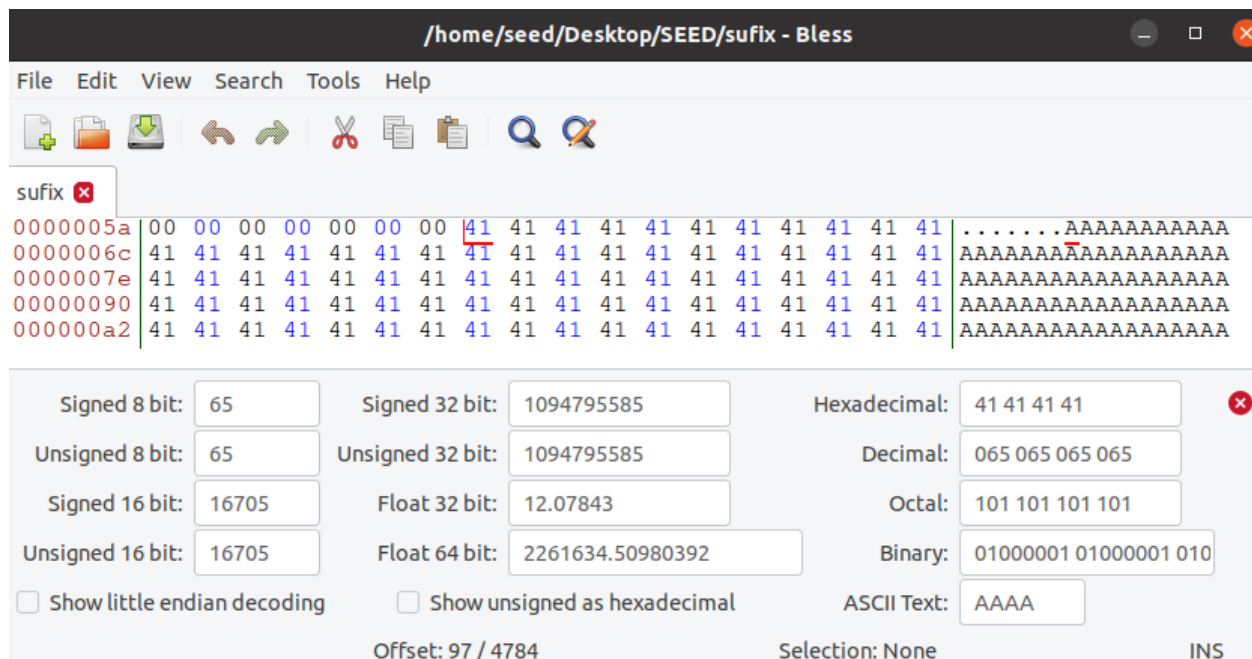 /home/seed/Desktop/SEED/sufix - Bless
File Edit View Search Tools Help
sufix
0000005a 00 00 00 00 00 00 00 41 41 41 41 41 41 41 41 41 41 41 .......AAAAAAAAAAA
0000006c 41 41 41 41 41 41 41 41 41 41 41 41 41 41 41 41 41 41 AAAAAAAAAAAAAAAAAA
0000007e 41 41 41 41 41 41 41 41 41 41 41 41 41 41 41 41 41 41 AAAAAAAAAAAAAAAAAA
00000090 41 41 41 41 41 41 41 41 41 41 41 41 41 41 41 41 41 41 AAAAAAAAAAAAAAAAAA
000000a2 41 41 41 41 41 41 41 41 41 41 41 41 41 41 41 41 41 41 AAAAAAAAAAAAAAAAAA
Signed 8 bit: 65 Signed 32 bit: 1094795585 Hexadecimal: 41 41 41 41
Unsigned 8 bit: 65 Unsigned 32 bit: 1094795585 Decimal: 065 065 065 065
Signed 16 bit: 16705 Float 32 bit: 12.07843 Octal: 101 101 101 101
Unsigned 16 bit: 16705 Float 64 bit: 2261634.50980392 Binary: 01000001 01000001 010
Show little endian decoding Show unsigned as hexadecimal ASCII Text: AAAA
Offset: 97 / 4784 Selection: None INS